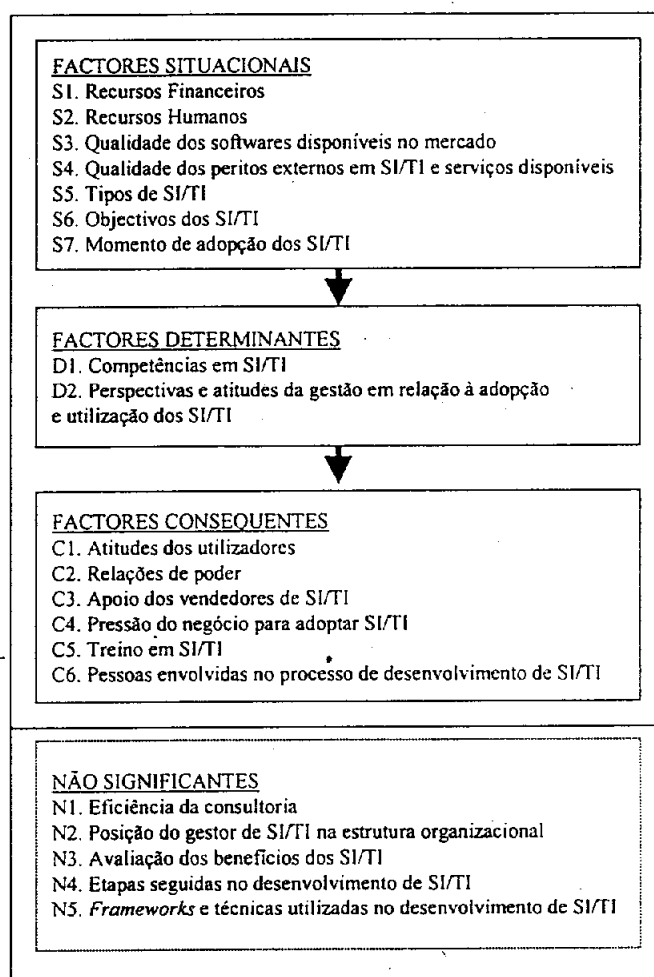 FACTORES SITUACIONAIS
S1. Recursos Financeiros
S2. Recursos Humanos
S3. Qualidade dos softwares disponíveis no mercado
S4. Qualidade dos peritos externos em SI/TI e serviços disponíveis
S5. Tipos de SI/TI
S6. Objectivos dos SI/TI
S7. Momento de adopção dos SI/TI
FACTORES DETERMINANTES
D1. Competências em SI/TI
D2. Perspectivas e atitudes da gestão em relação à adopção
e utilização dos SI/TI
FACTORES CONSEQUENTES
C1. Atitudes dos utilizadores
C2. Relações de poder
C3. Apoio dos vendedores de SI/TI
C4. Pressão do negócio para adoptar SI/TI
C5. Treino em SI/TI
C6. Pessoas envolvidas no processo de desenvolvimento de SI/TI
NÃO SIGNIFICANTES
N1. Eficiência da consultoria
N2. Posição do gestor de SI/TI na estrutura organizacional
N3. Avaliação dos benefícios dos SI/TI
N4. Etapas seguidas no desenvolvimento de SI/TI
N5. Frameworks e técnicas utilizadas no desenvolvimento de SI/TI